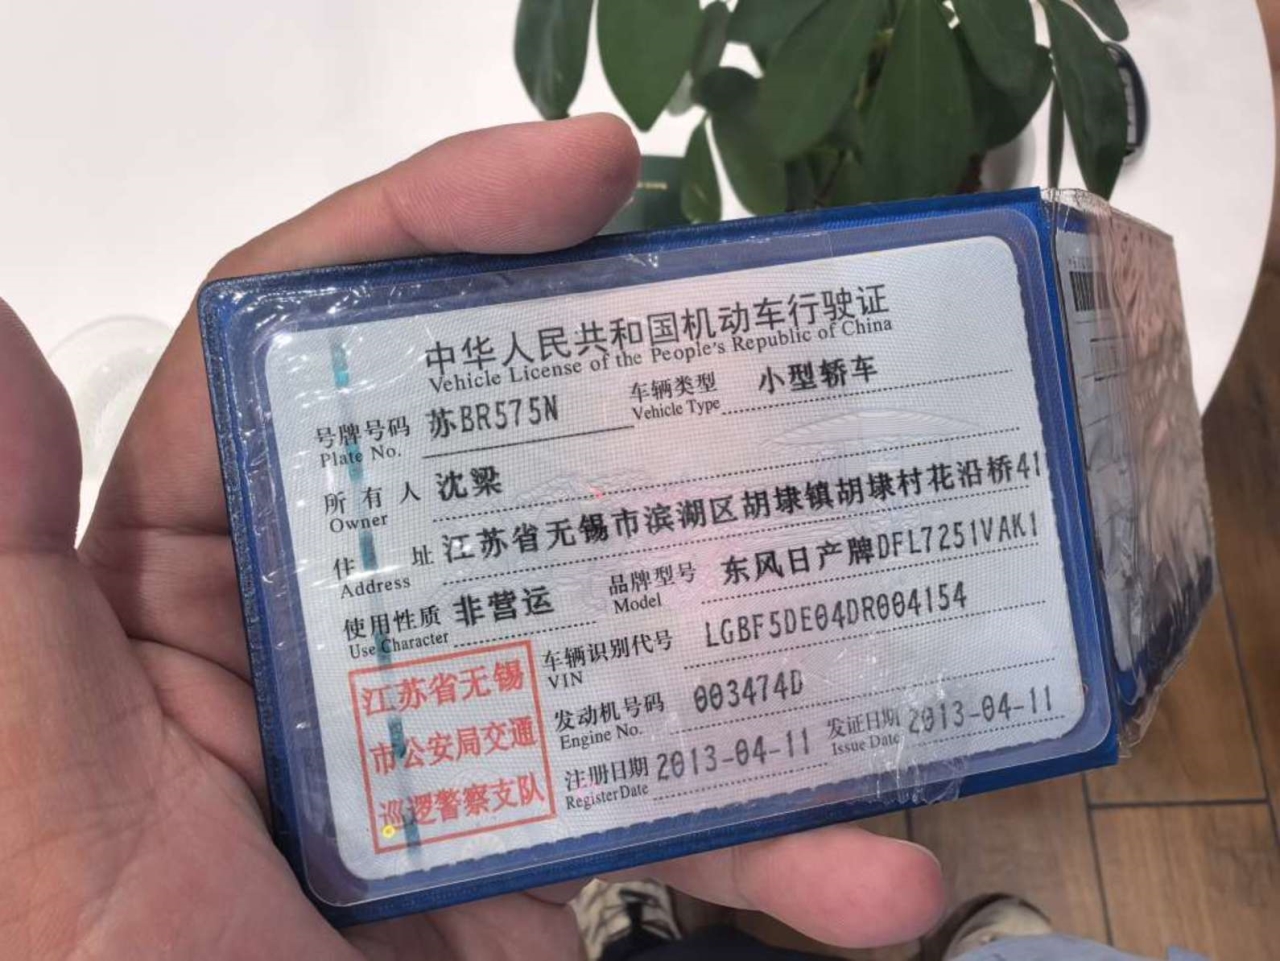 中华人民共和国机动车行驶证
Vehicle License of the People's Republic of China
号牌号码 苏BR575N 车辆类型 小型轿车
Plate No. Vehicle Type
所有人 沈梁
Owner
住址 江苏省无锡市滨湖区胡埭镇胡埭村花沿桥41
Address
使用性质 非营运 品牌型号 东风日产牌DFL7251VAK1
Use Character Model
车辆识别代号 LGBF5DE04DR004154
VIN
江苏省无锡
市公安局交通
巡逻警察支队
发动机号码 003474D
Engine No.
注册日期 2013-04-11 发证日期 2013-04-11
Register Date Issue Date